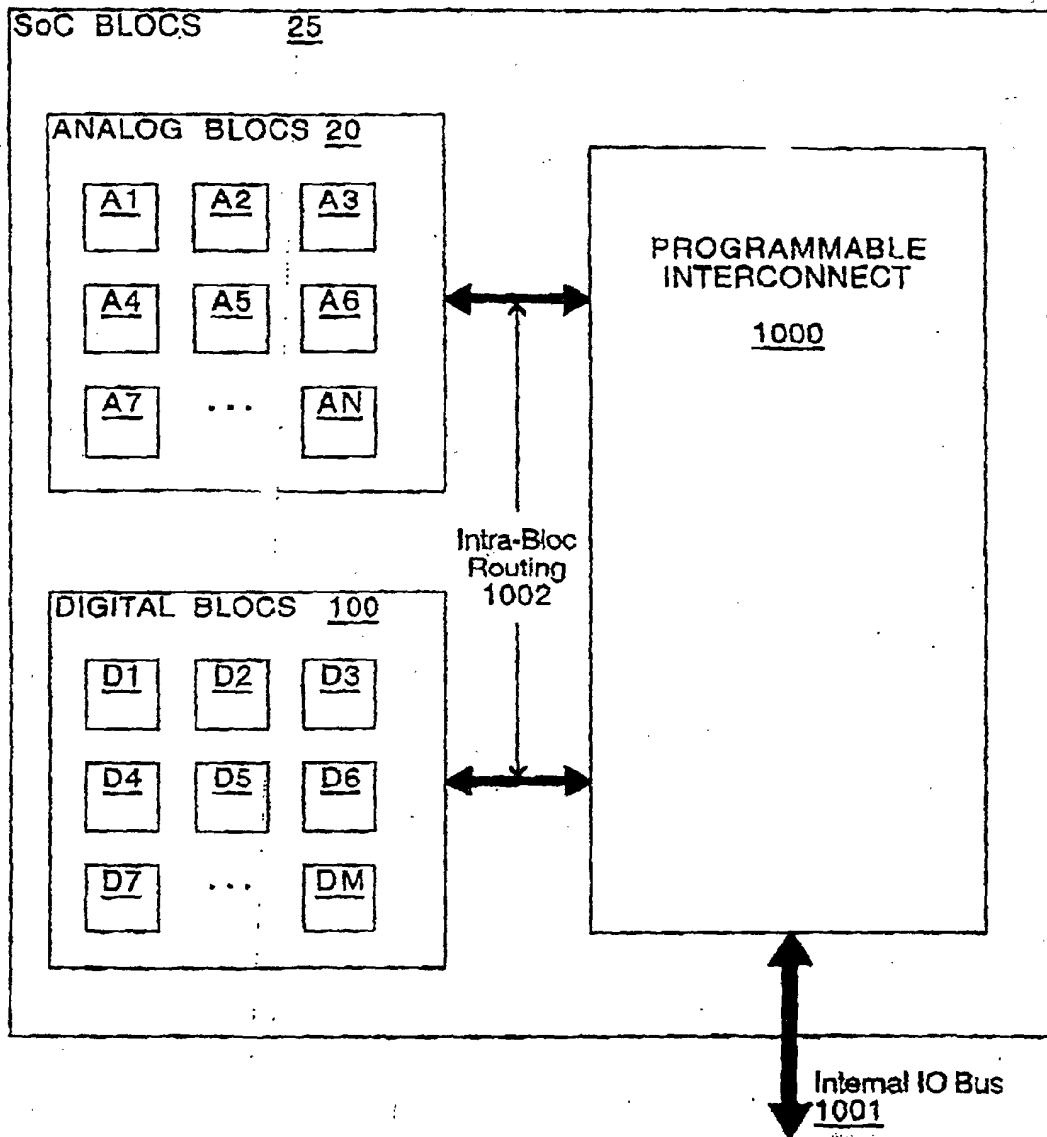 SoC BLOCS 25
ANALOG BLOCS 20
A1 A2 A3
A4 A5 A6
A7 ... AN
PROGRAMMABLE
INTERCONNECT
1000
Intra-Bloc
Routing
1002
DIGITAL BLOCS 100
D1 D2 D3
D4 D5 D6
D7 ... DM
Internal IO Bus
1001